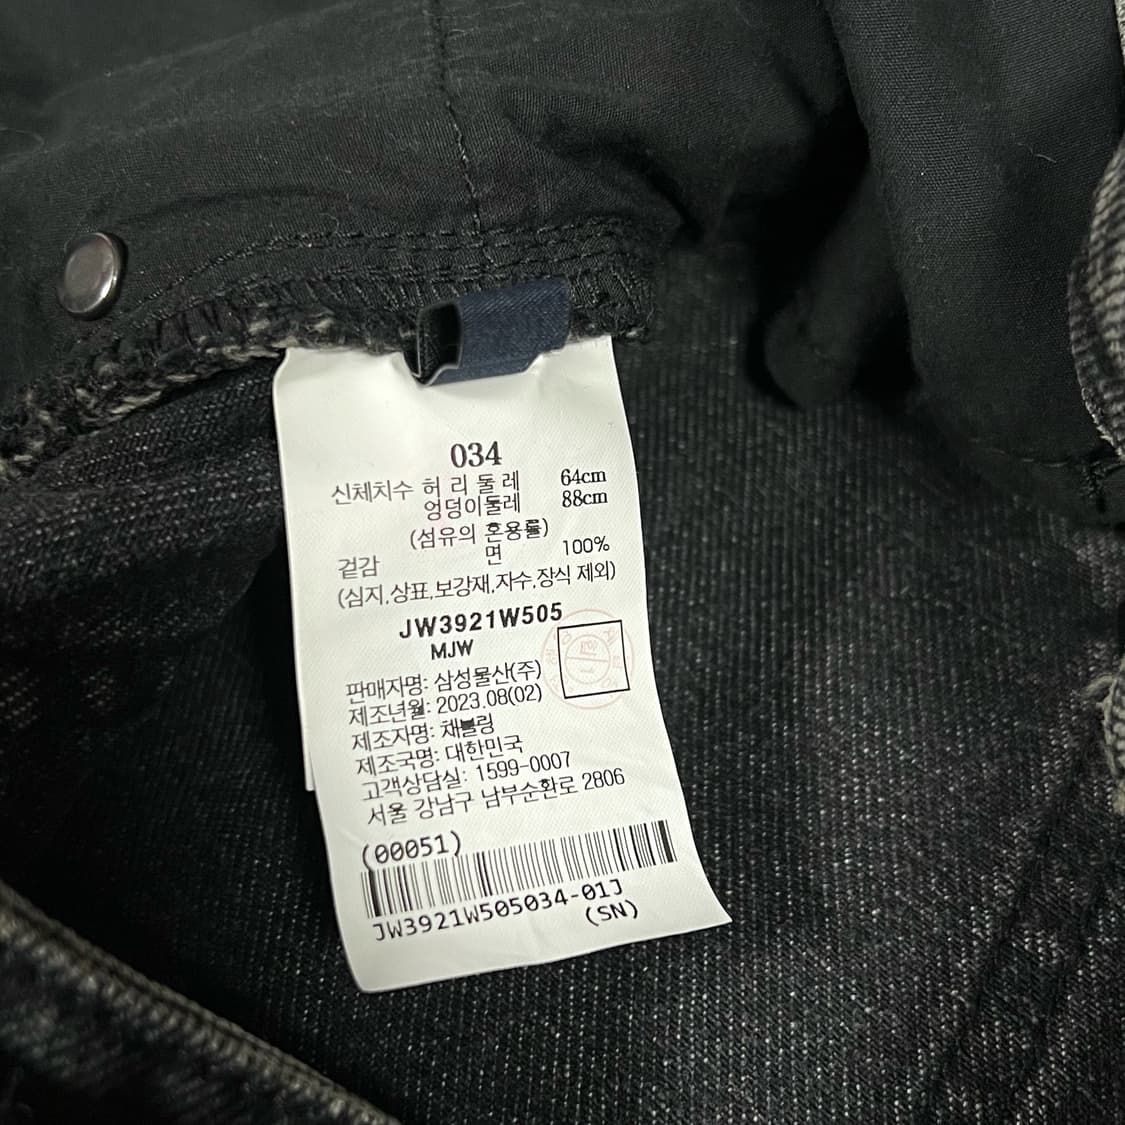 034
신체치수 허 리 둘 레 64cm
엉덩이둘레 88cm
(섬유의 혼용률)
겉감 면 100%
(심지,상표,보강재,자수,장식 제외)
JW3921W505
MJW
판매자명: 삼성물산(주)
제조년월: 2023.08(02)
제조자명: 채블링
제조국명: 대한민국
고객상담실: 1599-0007
서울 강남구 남부순환로 2806
(00051)
JW3921W505034-01J
(SN)